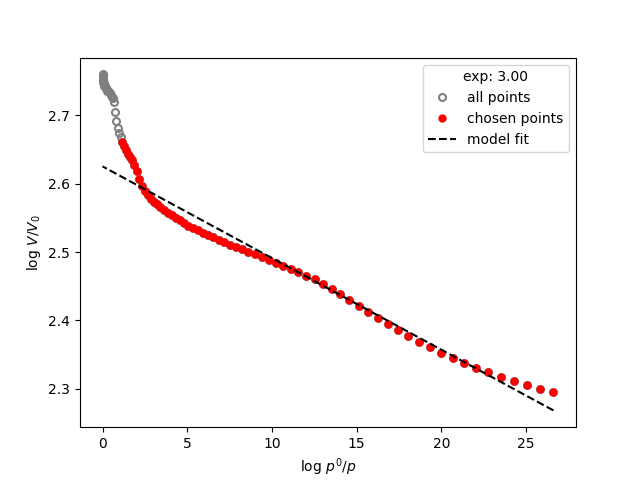 exp: 3.00
all points
chosen points
model fit
2.7
2.6
2.5
2.4
2.3
log V/V₀
0 5 10 15 20 25
log p⁰/p